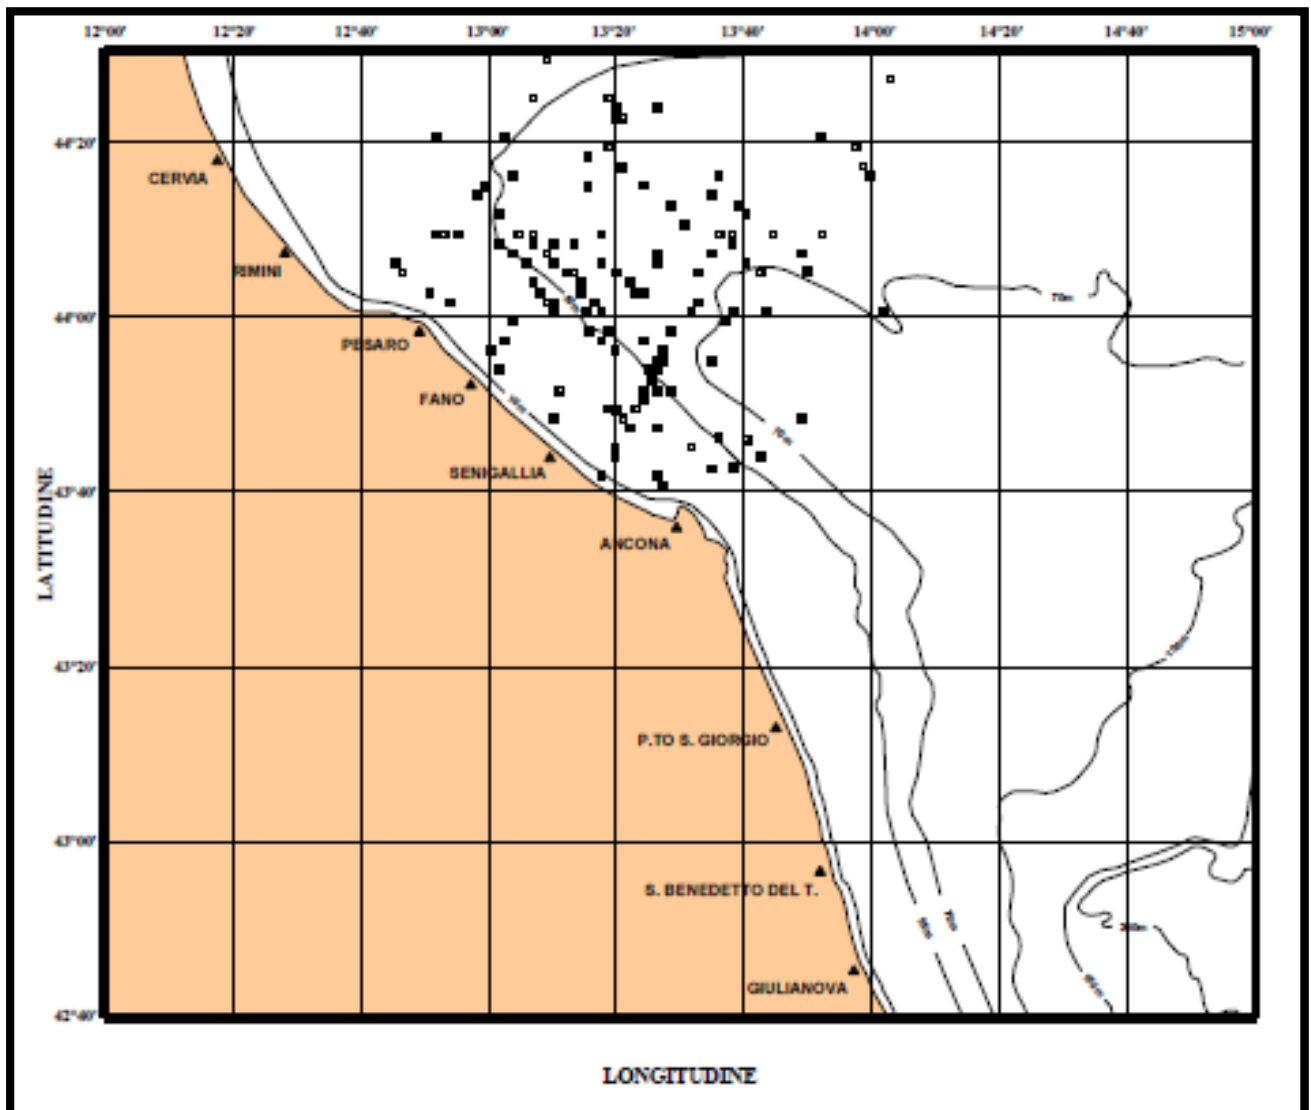 12°00' 12°20' 12°40' 13°00' 13°20' 13°40' 14°00' 14°20' 14°40' 15°00'
44°20'
CERVIA
RIMINI
70m
44°00'
PESARO
FANO
70m
SENIGALLIA
43°40'
ANCONA
LATITUDINE
43°20'
P.TO S. GIORGIO
43°00'
S. BENEDETTO DEL T.
70m
200m
GIULIANOVA
42°40'
LONGITUDINE